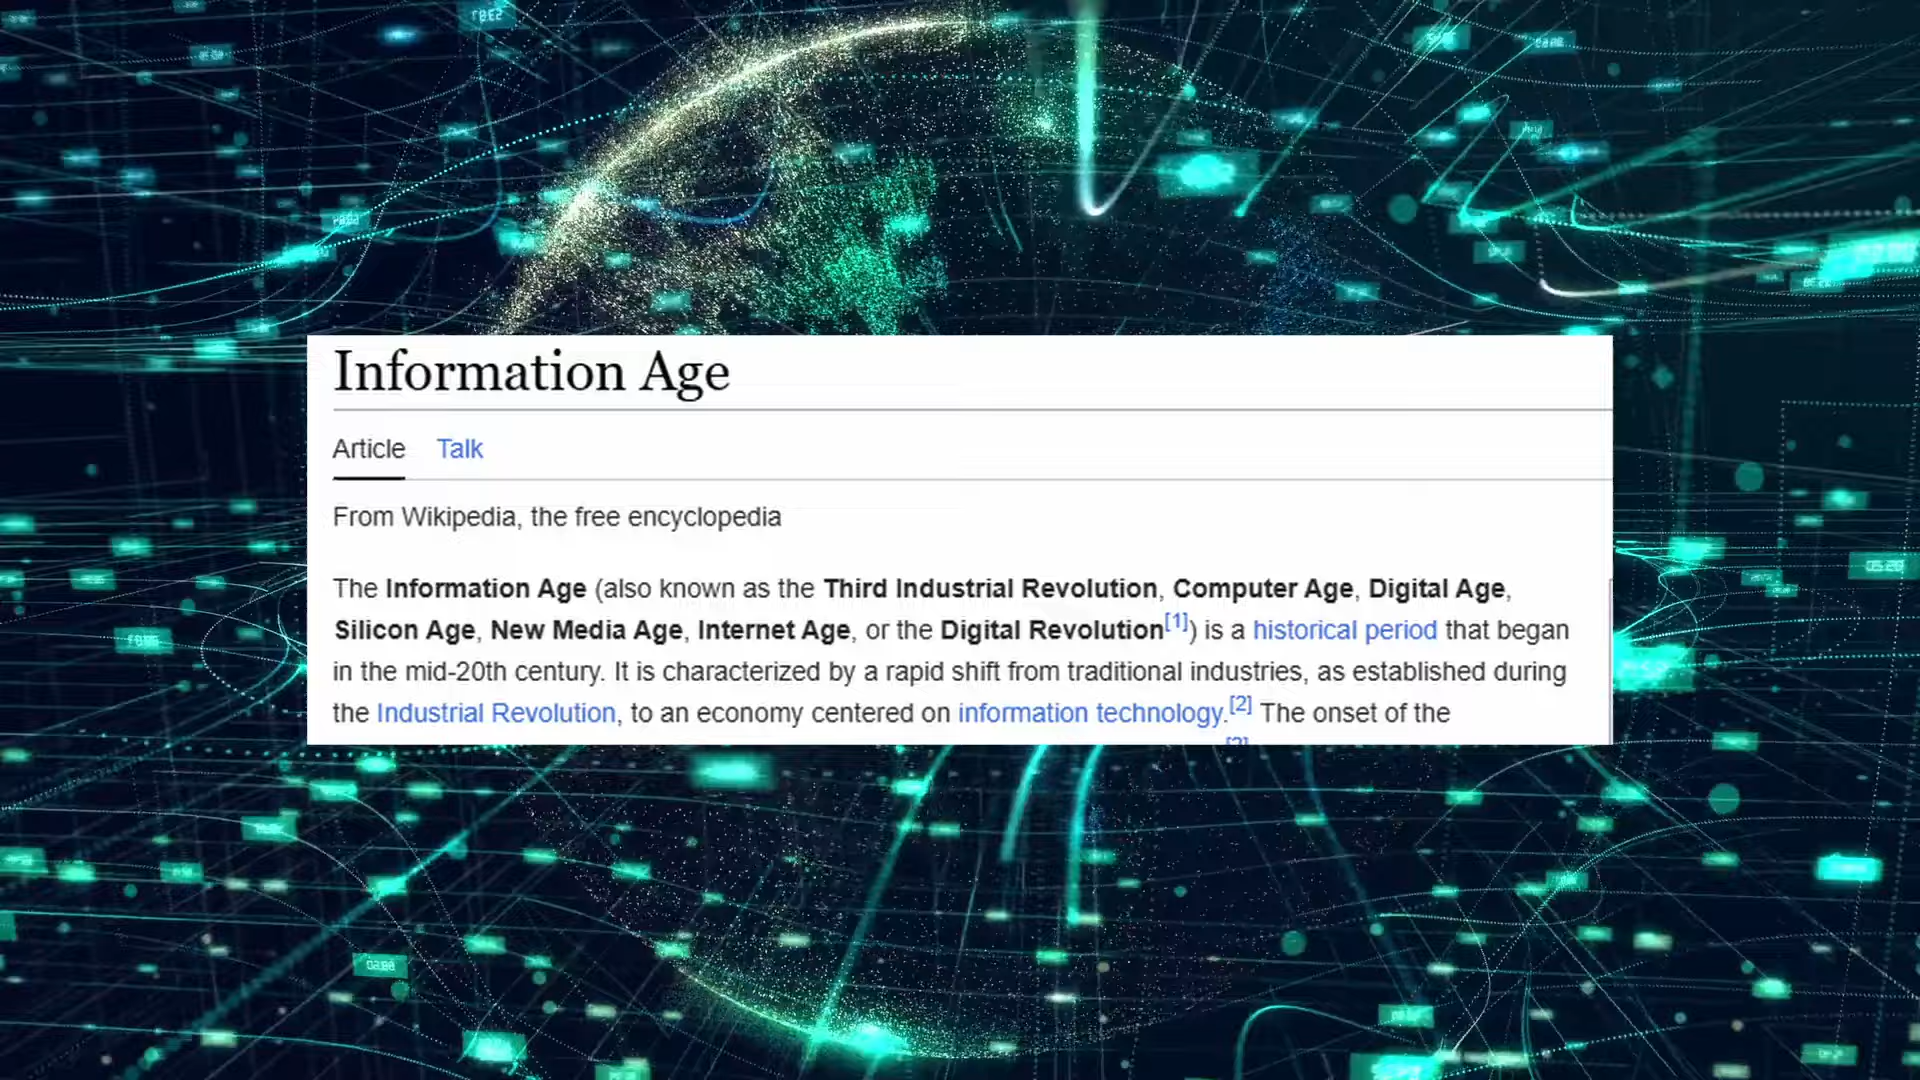 Information Age
Article Talk
From Wikipedia, the free encyclopedia
The Information Age (also known as the Third Industrial Revolution, Computer Age, Digital Age,
Silicon Age, New Media Age, Internet Age, or the Digital Revolution[1]) is a historical period that began
in the mid-20th century. It is characterized by a rapid shift from traditional industries, as established during
the Industrial Revolution, to an economy centered on information technology.[2] The onset of the